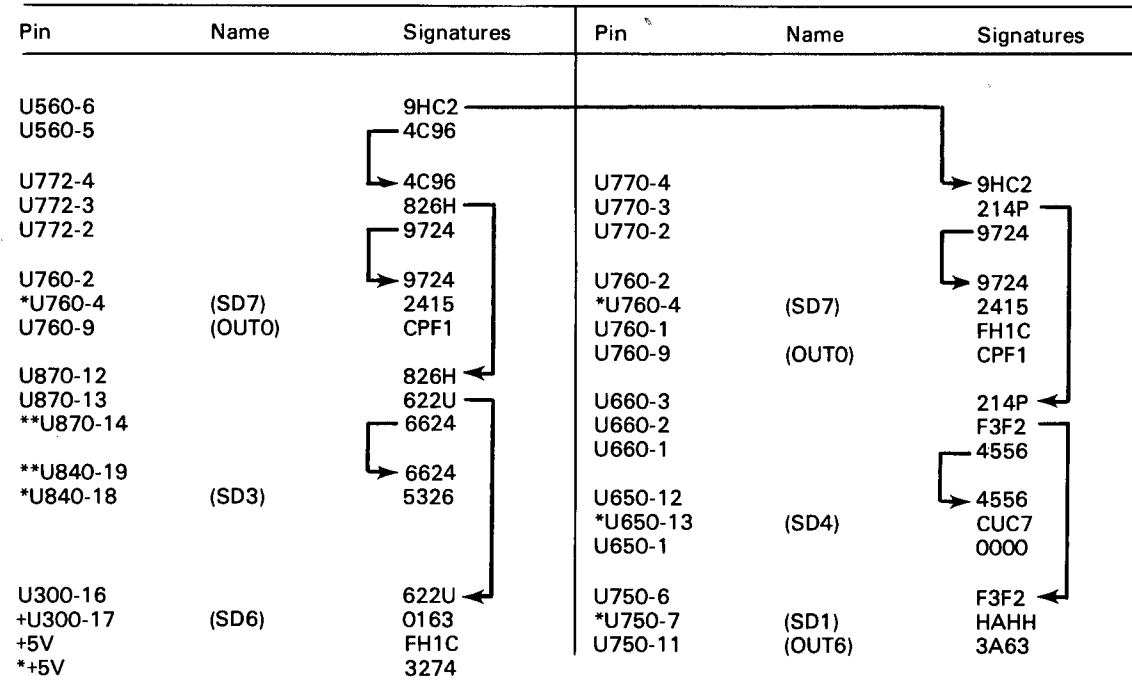 Pin Name Signatures
U560-6 9HC2
U560-5 4C96
U772-4 4C96
U772-3 826H
U772-2 9724
U760-2 9724
*U760-4 (SD7) 2415
U760-9 (OUT0) CPF1
U870-12 826H
U870-13 622U
**U870-14 6624
**U840-19 6624
*U840-18 (SD3) 5326
U300-16 622U
+U300-17 (SD6) 0163
+5V FH1C
*+5V 3274
Pin Name Signatures
U770-4 9HC2
U770-3 214P
U770-2 9724
U760-2 9724
*U760-4 (SD7) 2415
U760-1 FH1C
U760-9 (OUT0) CPF1
U660-3 214P
U660-2 F3F2
U660-1 4556
U650-12 4556
*U650-13 (SD4) CUC7
U650-1 0000
U750-6 F3F2
*U750-7 (SD1) HAHH
U750-11 (OUT6) 3A63